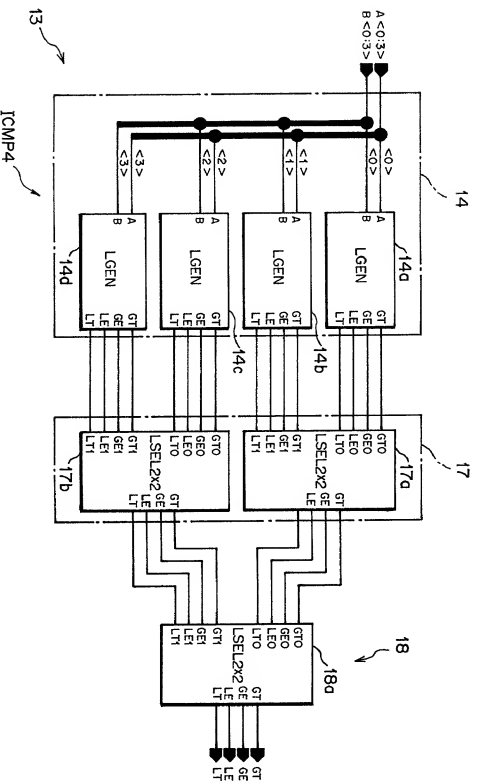 13
A<0:3>
B<0:3>
14
<0>
<0>
A
B
LGEN
GT
GE
LE
LT
14a
<1>
<1>
A
B
LGEN
GT
GE
LE
LT
14b
<2>
<2>
A
B
LGEN
GT
GE
LE
LT
14c
<3>
<3>
A
B
LGEN
GT
GE
LE
LT
14d
ICMP4
17
17a
GT0
GE0
LE0
LT0
LSEL2x2
GT1
GE1
LE1
LT1
GT
GE
LE
GT0
GE0
LE0
LT0
LSEL2x2
GT1
GE1
LE1
LT1
GT
GE
LE
LT
17b
18
18a
GT0
GE0
LE0
LT0
LSEL2x2
GT1
GE1
LE1
LT1
GT
GE
LE
LT
GT
GE
LE
LT